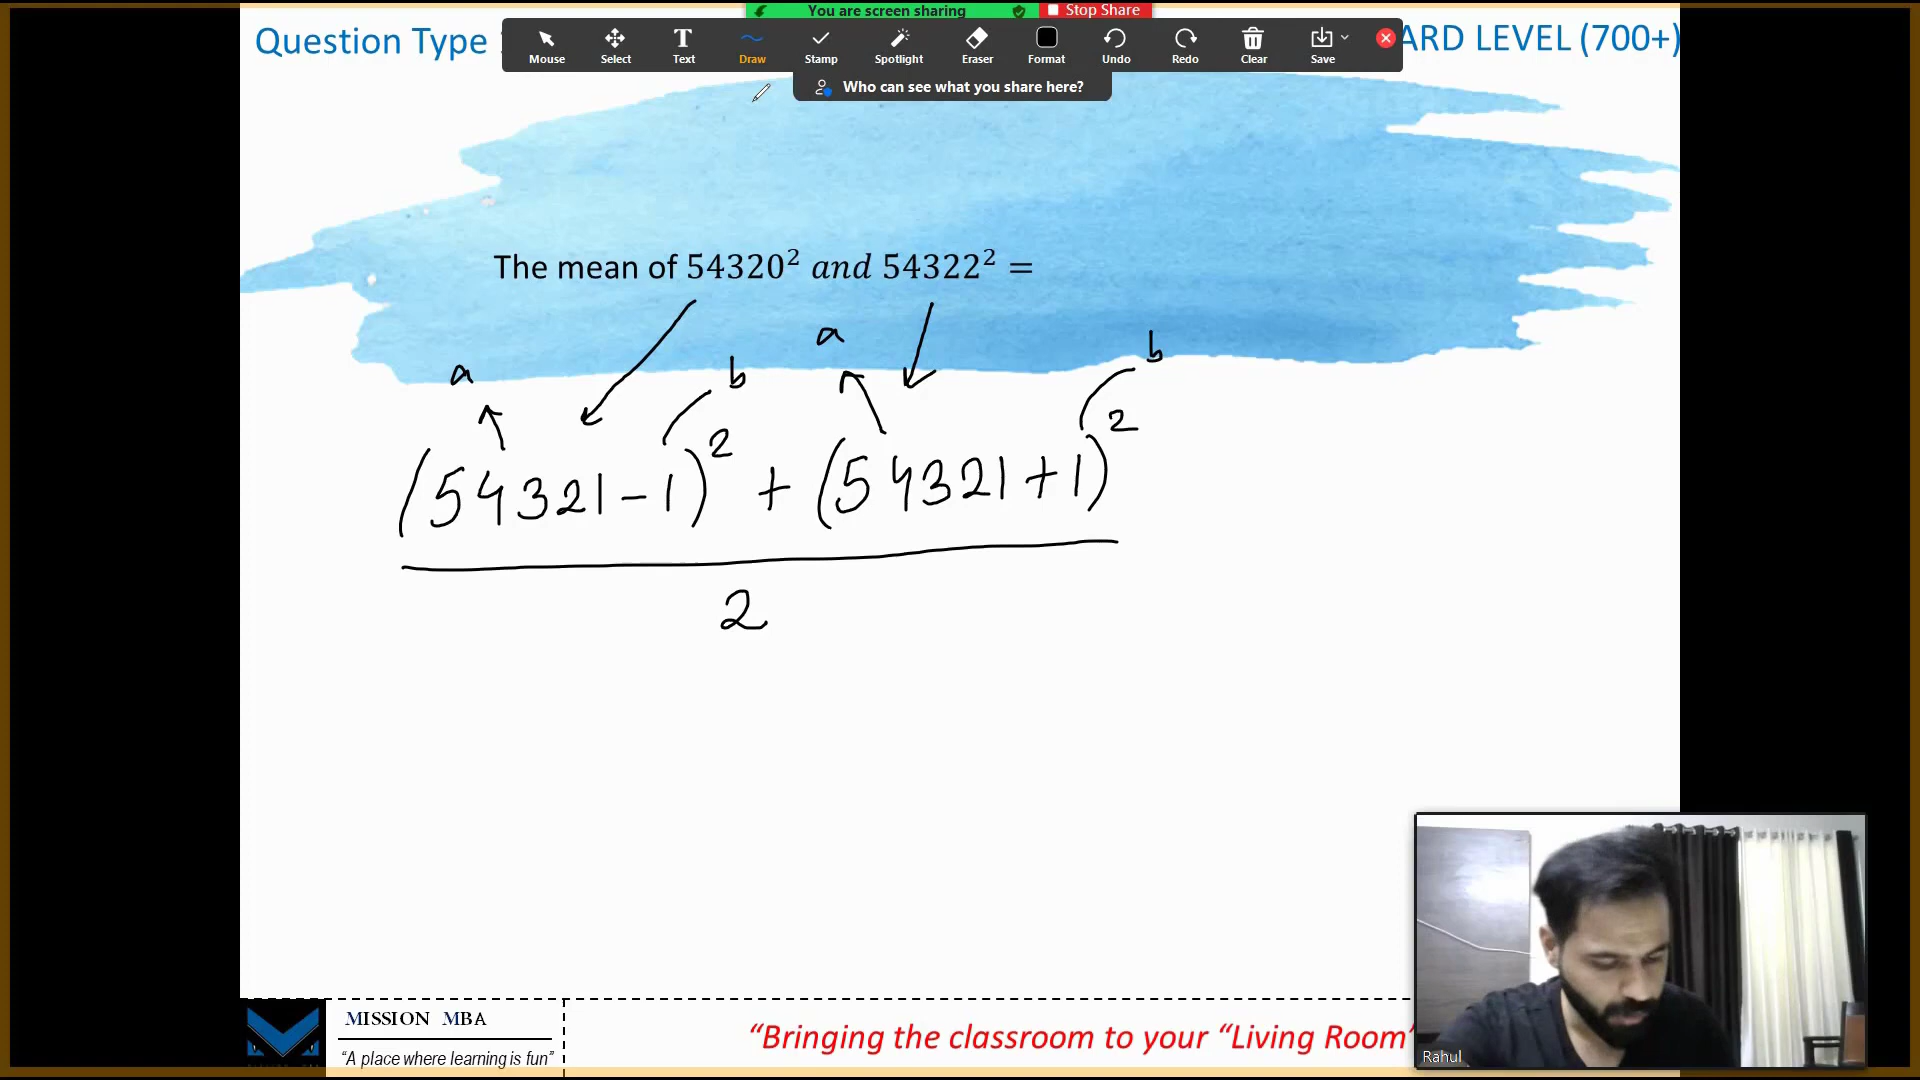 You are screen sharing Stop Share
Question Type
ARD LEVEL (700+)
Mouse Select Text Draw Stamp Spotlight Eraser Format Undo Redo Clear Save
Who can see what you share here?
The mean of 54320² and 54322² =
a b a b
(54321-1)² + (54321+1)²
2
MISSION MBA
“A place where learning is fun”
“Bringing the classroom to your “Living Room”
Rahul